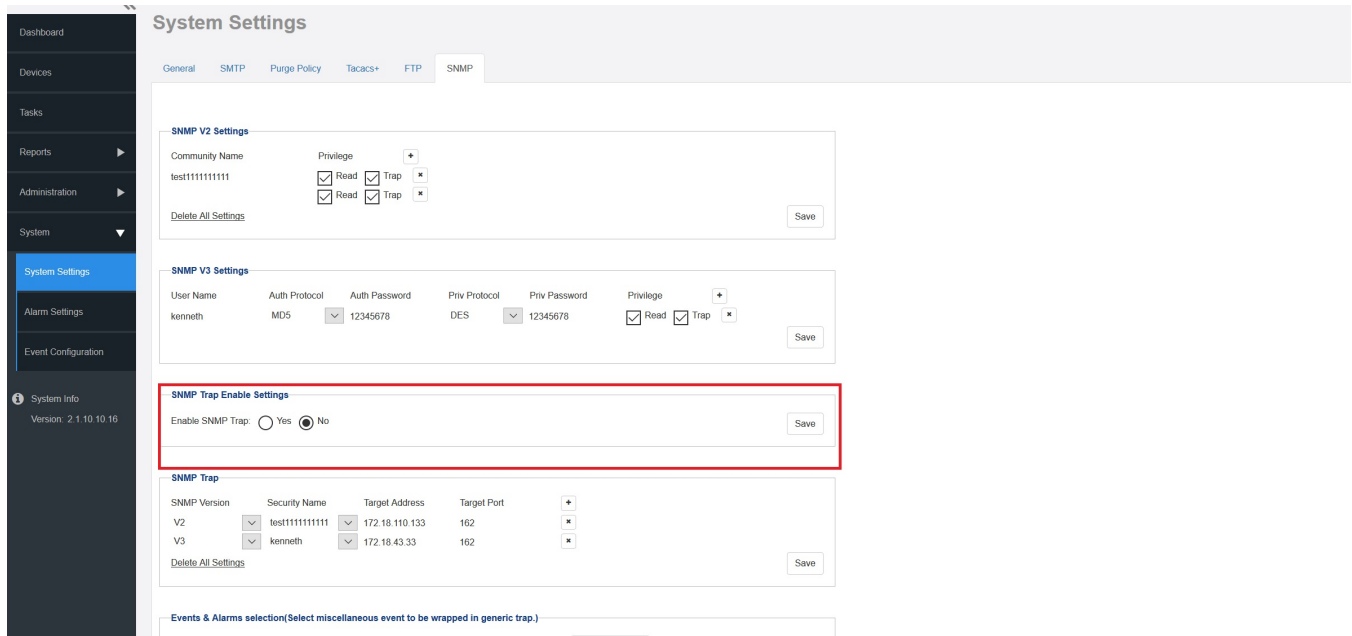 System Settings
Dashboard
Devices
Tasks
Reports
Administration
System
System Settings
Alarm Settings
Event Configuration
System Info
Version: 2.1.10.10.16
General SMTP Purge Policy Tacacs+ FTP SNMP
SNMP V2 Settings
Community Name Privilege +
test1111111111 Read Trap ×
Read Trap ×
Delete All Settings Save
SNMP V3 Settings
User Name Auth Protocol Auth Password Priv Protocol Priv Password Privilege +
kenneth MD5 12345678 DES 12345678 Read Trap ×
Save
SNMP Trap Enable Settings
Enable SNMP Trap: Yes No Save
SNMP Trap
SNMP Version Security Name Target Address Target Port +
V2 test1111111111 172.18.110.133 162 ×
V3 kenneth 172.18.43.33 162 ×
Delete All Settings Save
Events & Alarms selection(Select miscellaneous event to be wrapped in generic trap.)